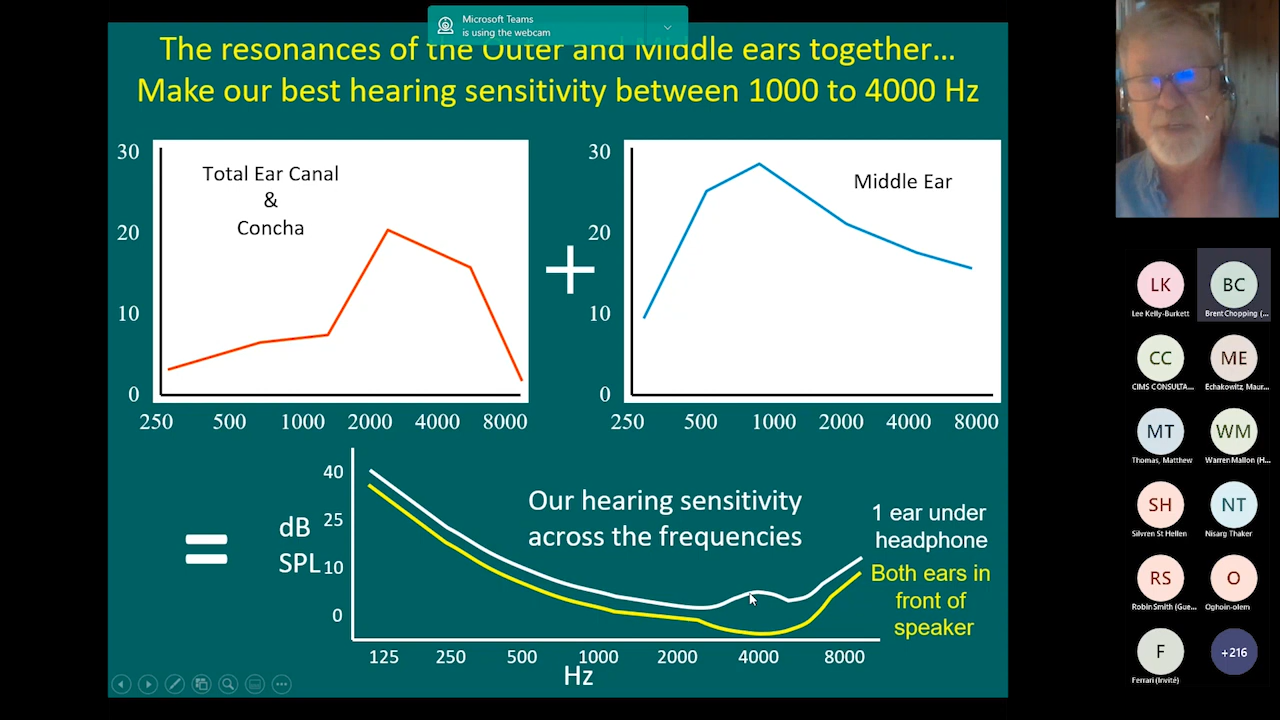 Microsoft Teams
is using the webcam
The resonances of the Outer and Middle ears together…
Make our best hearing sensitivity between 1000 to 4000 Hz
30
20
10
0
Total Ear Canal
&
Concha
250 500 1000 2000 4000 8000
+
30
20
10
0
Middle Ear
250 500 1000 2000 4000 8000
=
dB
SPL
40
25
10
0
Our hearing sensitivity
across the frequencies
1 ear under
headphone
Both ears in
front of
speaker
125 250 500 1000 2000 4000 8000
Hz
LK
Lee Kelly-Burkett
BC
Brent Chopping (...
CC
CIMS CONSULTA...
ME
Echakowitz, Maur...
MT
Thomas, Matthew
WM
Warren Mallon (H...
SH
Silvren St Hellen
NT
Nisarg Thaker
RS
Robin Smith (Gue...
O
Oghoin-olem
F
Ferrari (Invité)
+216